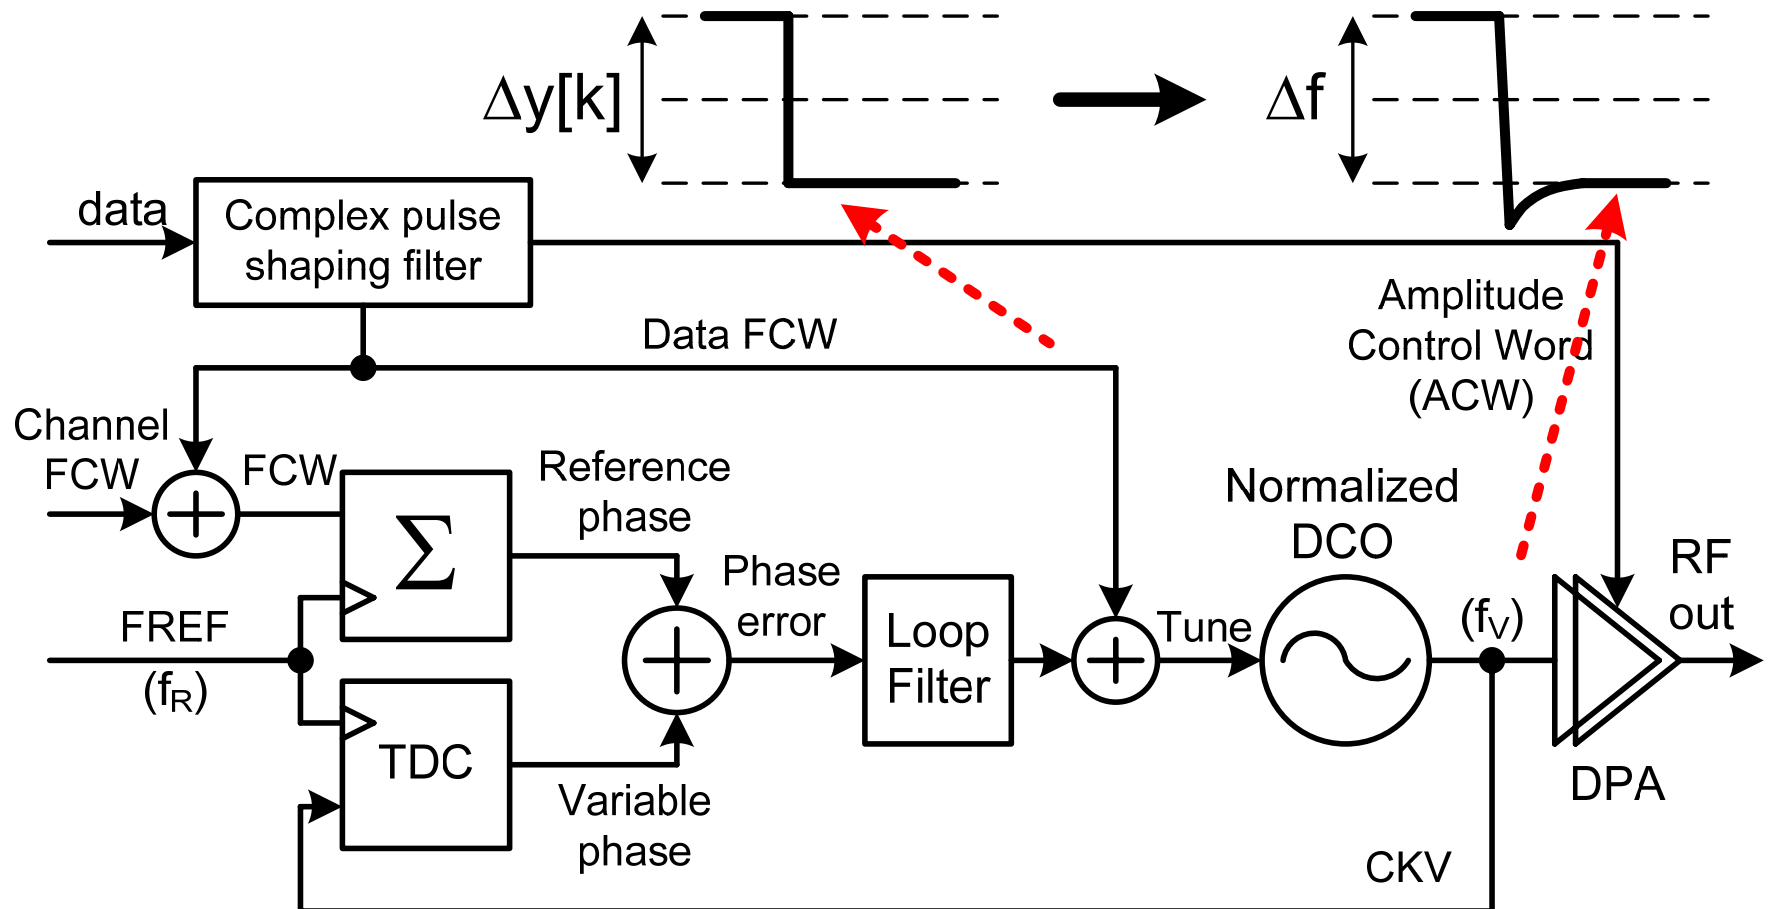 Δy[k]
Δf
data
Complex pulse
shaping filter
Data FCW
Amplitude
Control Word
(ACW)
Channel
FCW
FCW
Σ
Reference
phase
Normalized
DCO
Phase
error
Loop
Filter
Tune
(fV)
RF
out
FREF
(fR)
TDC
Variable
phase
DPA
CKV